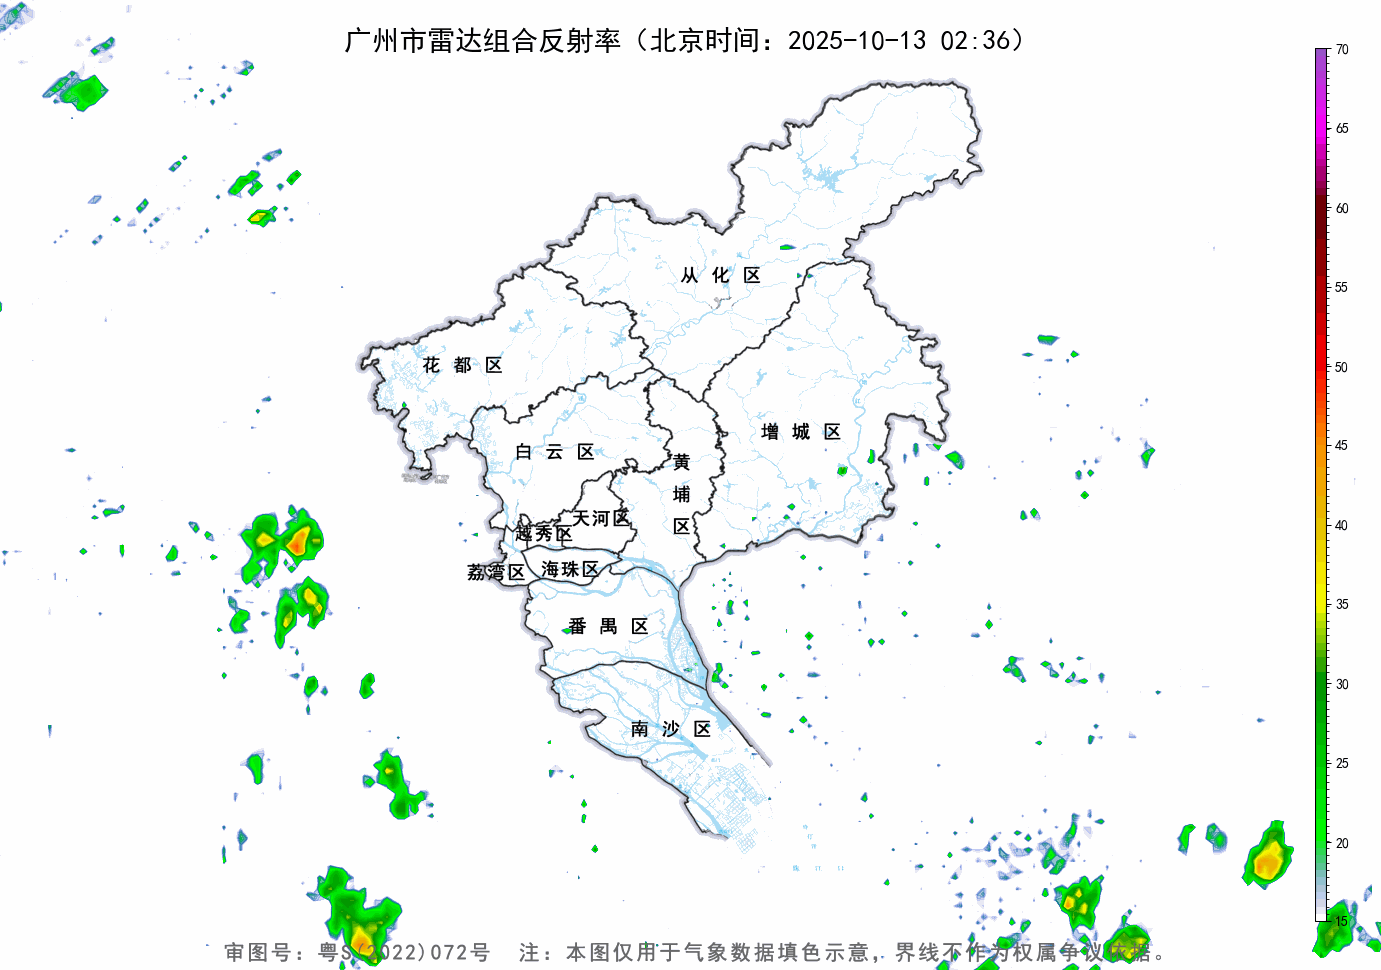 广州市雷达组合反射率（北京时间：2025-10-13 02:36）
70
65
60
55
50
45
40
35
30
25
20
15
从化区
花都区
增城区
白云区
黄埔区
天河区
越秀区
荔湾区
海珠区
番禺区
南沙区
审图号：粤S(2022)072号 注：本图仅用于气象数据填色示意，界线不作为权属争议依据。